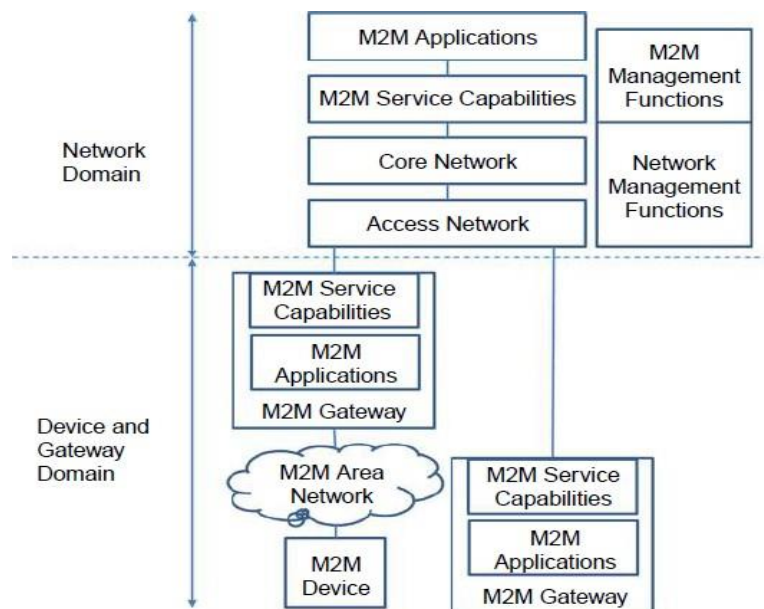 M2M Applications
M2M Service Capabilities
Core Network
Access Network
M2M
Management
Functions
Network
Management
Functions
Network
Domain
M2M Service
Capabilities
M2M
Applications
M2M Gateway
Device and
Gateway
Domain
M2M Area
Network
M2M
Device
M2M Service
Capabilities
M2M
Applications
M2M Gateway